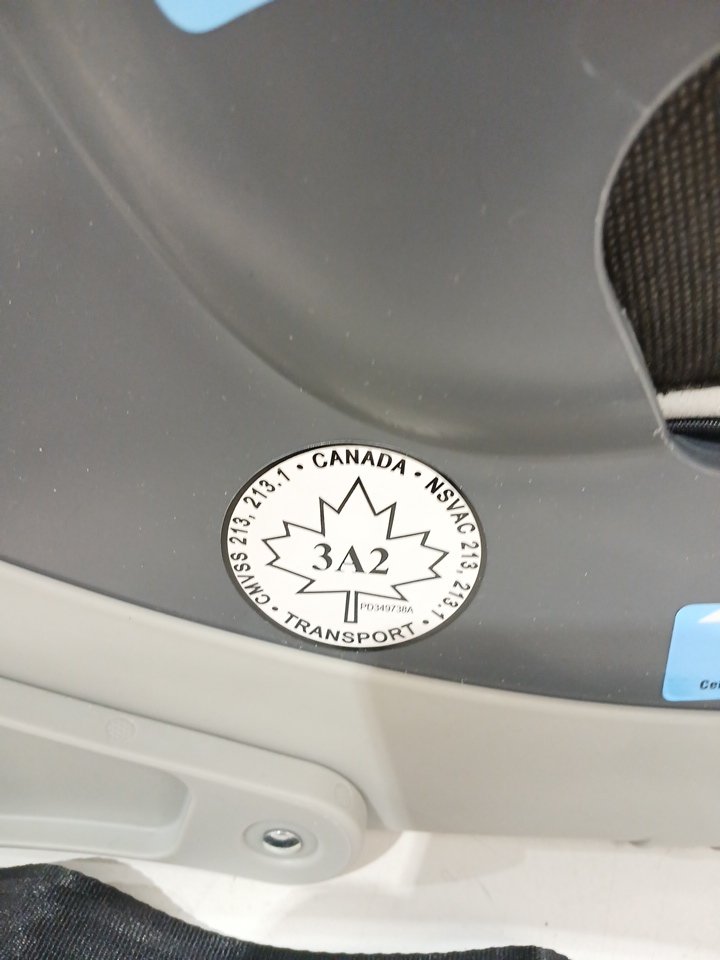 CMVSS 213, 213.1 • CANADA • NSVAC 213, 213.1 • TRANSPORT •
3A2
PD349738A